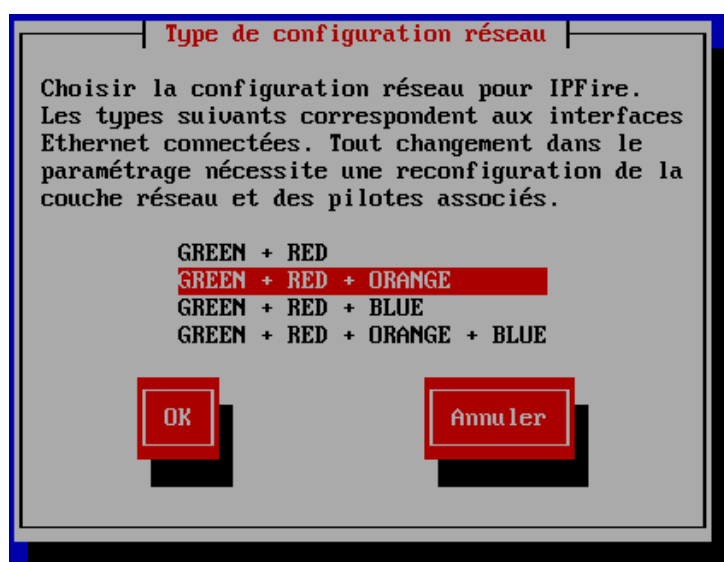 Type de configuration réseau
Choisir la configuration réseau pour IPFire.
Les types suivants correspondent aux interfaces
Ethernet connectées. Tout changement dans le
paramétrage nécessite une reconfiguration de la
couche réseau et des pilotes associés.
GREEN + RED
GREEN + RED + ORANGE
GREEN + RED + BLUE
GREEN + RED + ORANGE + BLUE
OK
Annuler